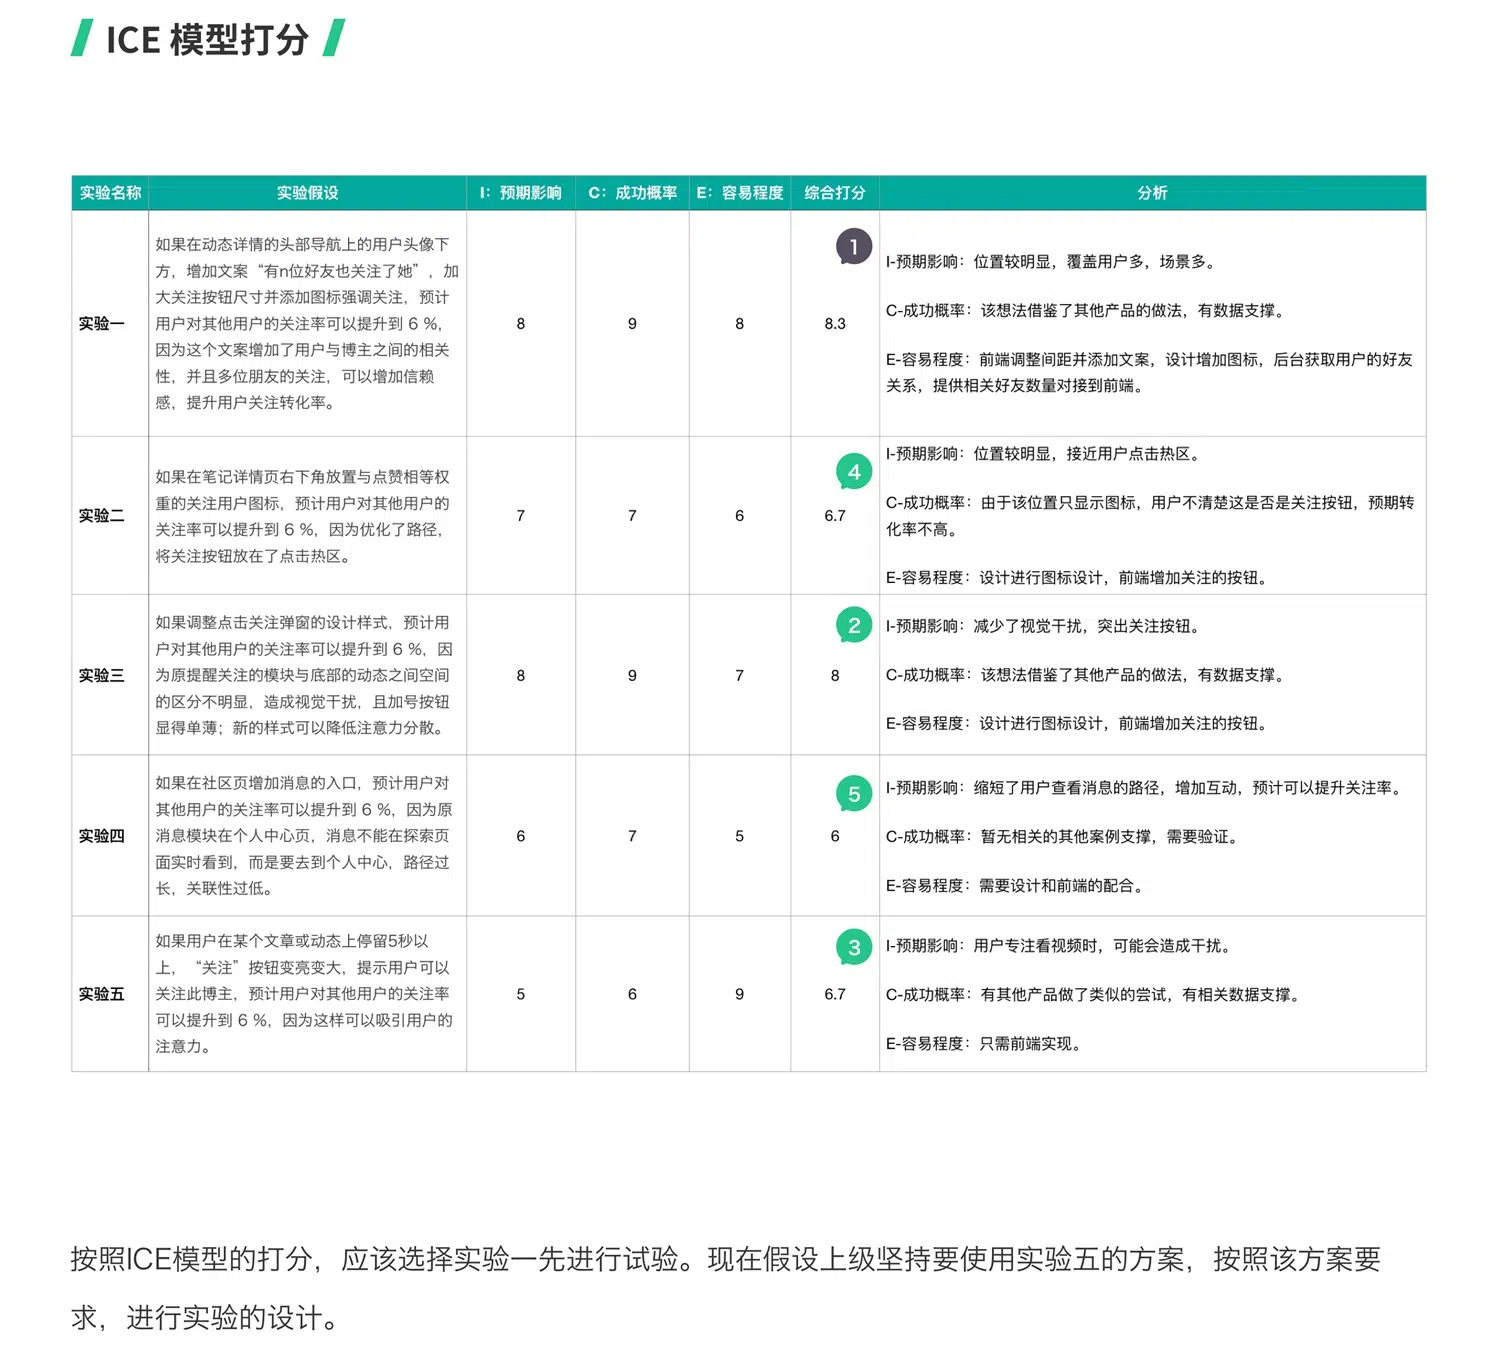 ICE 模型打分
实验名称 实验假设 I：预期影响 C：成功概率 E：容易程度 综合打分 分析
实验一
如果在动态详情的头部导航上的用户头像下
方，增加文案“有n位好友也关注了她”，加
大关注按钮尺寸并添加图标强调关注，预计
用户对其他用户的关注率可以提升到 6 %，
因为这个文案增加了用户与博主之间的相关
性，并且多位朋友的关注，可以增加信赖
感，提升用户关注转化率。
8
9
8
1
8.3
I-预期影响：位置较明显，覆盖用户多，场景多。
C-成功概率：该想法借鉴了其他产品的做法，有数据支撑。
E-容易程度：前端调整间距并添加文案，设计增加图标，后台获取用户的好友
关系，提供相关好友数量对接到前端。
实验二
如果在笔记详情页右下角放置与点赞相等权
重的关注用户图标，预计用户对其他用户的
关注率可以提升到 6 %，因为优化了路径，
将关注按钮放在了点击热区。
7
7
6
4
6.7
I-预期影响：位置较明显，接近用户点击热区。
C-成功概率：由于该位置只显示图标，用户不清楚这是否是关注按钮，预期转
化率不高。
E-容易程度：设计进行图标设计，前端增加关注的按钮。
实验三
如果调整点击关注弹窗的设计样式，预计用
户对其他用户的关注率可以提升到 6 %，因
为原提醒关注的模块与底部的动态之间空间
的区分不明显，造成视觉干扰，且加号按钮
显得单薄；新的样式可以降低注意力分散。
8
9
7
2
8
I-预期影响：减少了视觉干扰，突出关注按钮。
C-成功概率：该想法借鉴了其他产品的做法，有数据支撑。
E-容易程度：设计进行图标设计，前端增加关注的按钮。
实验四
如果在社区页增加消息的入口，预计用户对
其他用户的关注率可以提升到 6 %，因为原
消息模块在个人中心页，消息不能在探索页
面实时看到，而是要去到个人中心，路径过
长，关联性过低。
6
7
5
5
6
I-预期影响：缩短了用户查看消息的路径，增加互动，预计可以提升关注率。
C-成功概率：暂无相关的其他案例支撑，需要验证。
E-容易程度：需要设计和前端的配合。
实验五
如果用户在某个文章或动态上停留5秒以
上，“关注”按钮变亮变大，提示用户可以
关注此博主，预计用户对其他用户的关注率
可以提升到 6 %，因为这样可以吸引用户的
注意力。
5
6
9
3
6.7
I-预期影响：用户专注看视频时，可能会造成干扰。
C-成功概率：有其他产品做了类似的尝试，有相关数据支撑。
E-容易程度：只需前端实现。
按照ICE模型的打分，应该选择实验一先进行试验。现在假设上级坚持要使用实验五的方案，按照该方案要
求，进行实验的设计。